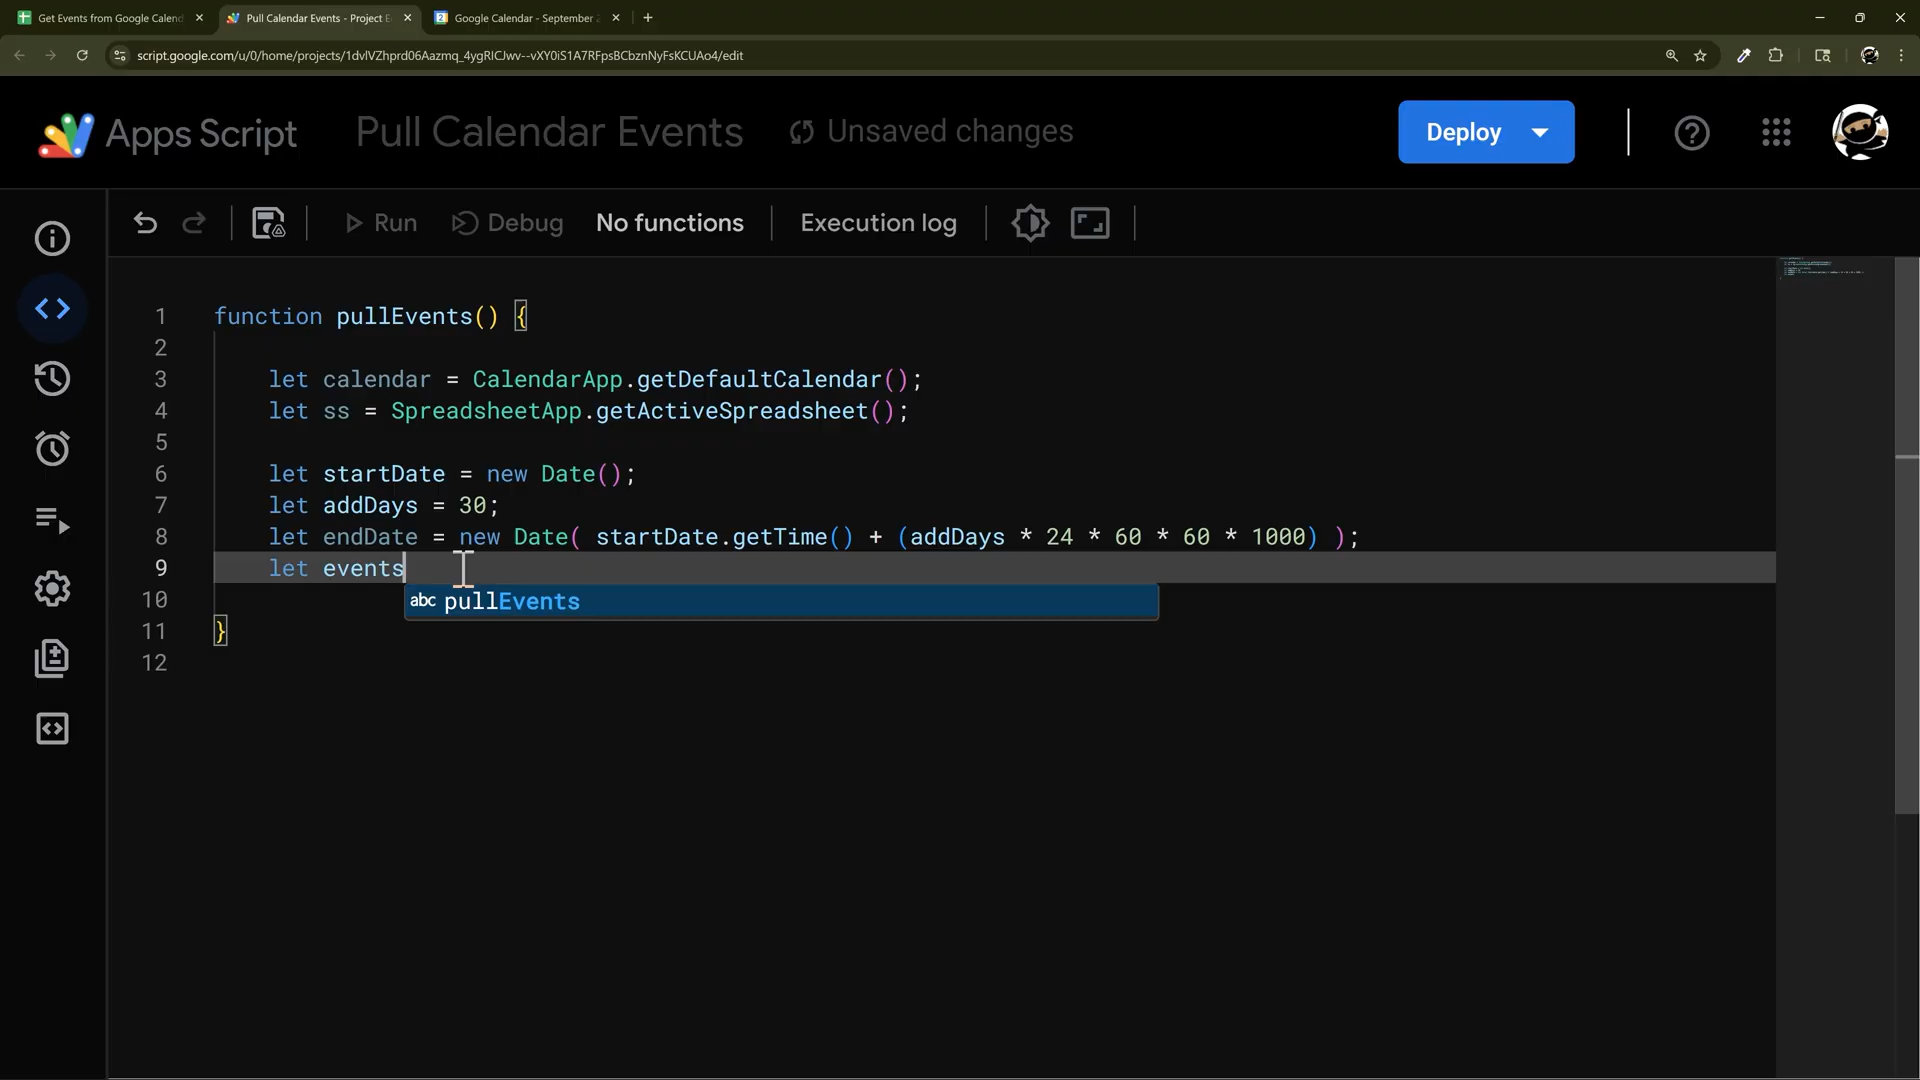 Get Events from Google Calend
Pull Calendar Events - Project E
Google Calendar - September 2
script.google.com/u/0/home/projects/1dvlVZhprd06Aazmq_4ygRICJwv--vXY0iS1A7RFpsBCbznNyFsKCUAo4/edit
Apps Script
Pull Calendar Events
Unsaved changes
Deploy
Run
Debug
No functions
Execution log
1 function pullEvents() {
2
3 let calendar = CalendarApp.getDefaultCalendar();
4 let ss = SpreadsheetApp.getActiveSpreadsheet();
5
6 let startDate = new Date();
7 let addDays = 30;
8 let endDate = new Date( startDate.getTime() + (addDays * 24 * 60 * 60 * 1000) );
9 let events
abc pullEvents
10
11 }
12